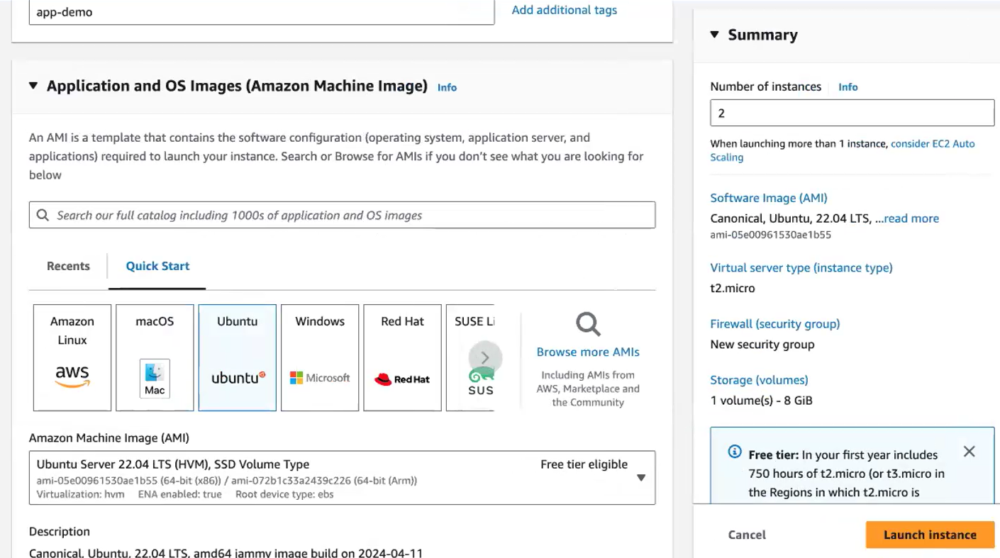 app-demo
Add additional tags
Application and OS Images (Amazon Machine Image) Info
An AMI is a template that contains the software configuration (operating system, application server, and
applications) required to launch your instance. Search or Browse for AMIs if you don't see what you are looking for
below
Search our full catalog including 1000s of application and OS images
Recents
Quick Start
Amazon
Linux
aws
macOS
Mac
Ubuntu
ubuntu
Windows
Microsoft
Red Hat
Red Hat
SUSE Li
SUS
Browse more AMIs
Including AMIs from
AWS, Marketplace and
the Community
Amazon Machine Image (AMI)
Ubuntu Server 22.04 LTS (HVM), SSD Volume Type
Free tier eligible
ami-05e00961530ae1b55 (64-bit (x86)) / ami-072b1c33a2439c226 (64-bit (Arm))
Virtualization: hvm ENA enabled: true Root device type: ebs
Description
Canonical, Ubuntu, 22.04 LTS, amd64 jammy image build on 2024-04-11
Summary
Number of instances Info
2
When launching more than 1 instance, consider EC2 Auto
Scaling
Software Image (AMI)
Canonical, Ubuntu, 22.04 LTS, ...read more
ami-05e00961530ae1b55
Virtual server type (instance type)
t2.micro
Firewall (security group)
New security group
Storage (volumes)
1 volume(s) - 8 GiB
Free tier: In your first year includes
750 hours of t2.micro (or t3.micro in
the Regions in which t2.micro is
Cancel
Launch instance